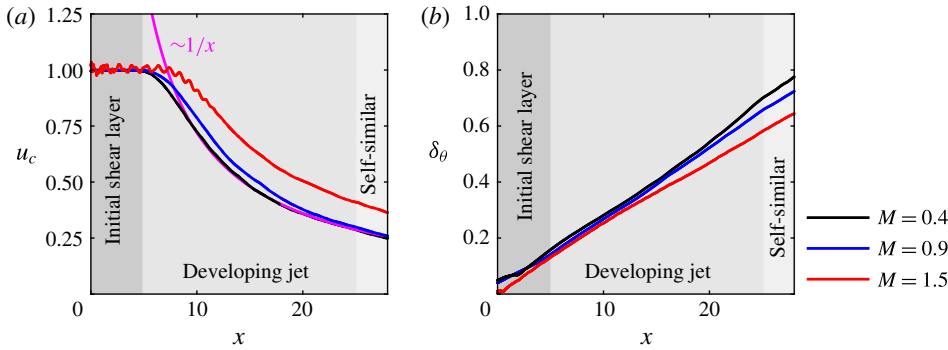 (a)
1.25
1.00
0.75
0.50
0.25
u_c
~1/x
Initial shear layer
Developing jet
Self-similar
0
10
20
x
(b)
1.0
0.8
0.6
0.4
0.2
δ_θ
Initial shear layer
Developing jet
Self-similar
0
10
20
x
M = 0.4
M = 0.9
M = 1.5